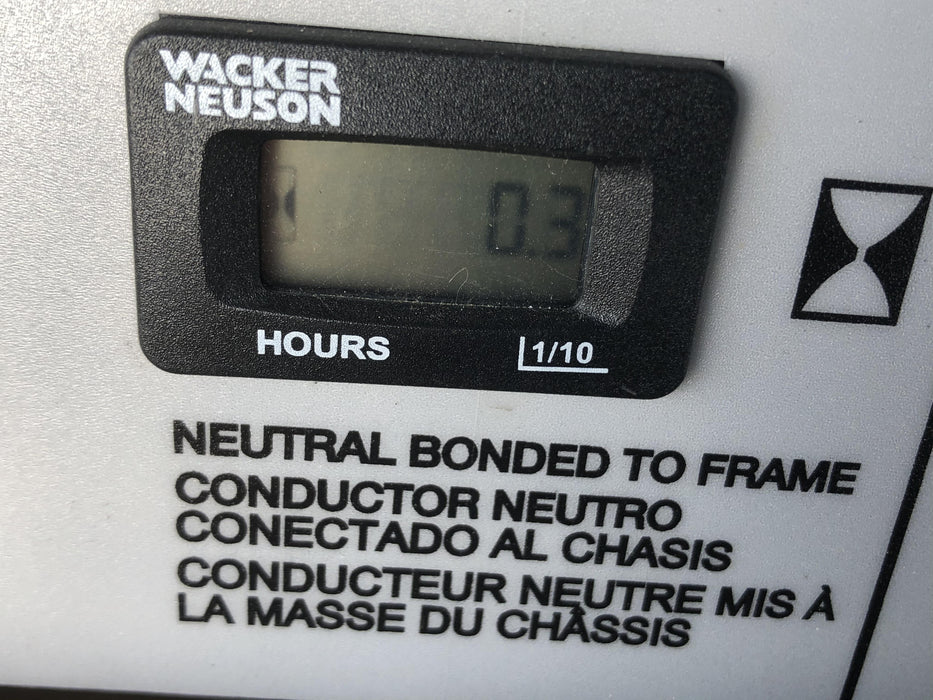 WACKER
NEUSON
0.3
HOURS
1/10
NEUTRAL BONDED TO FRAME
CONDUCTOR NEUTRO
CONECTADO AL CHASIS
CONDUCTEUR NEUTRE MIS À
LA MASSE DU CHÂSSIS